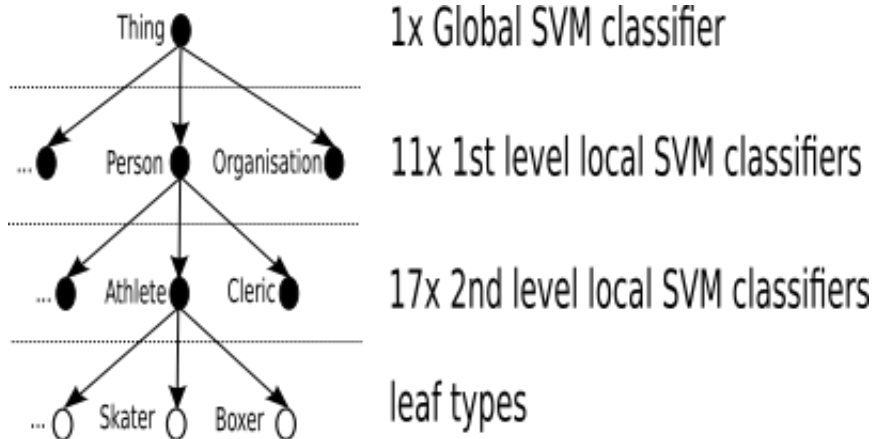 Thing 1x Global SVM classifier
... Person Organisation 11x 1st level local SVM classifiers
... Athlete Cleric 17x 2nd level local SVM classifiers
... Skater Boxer leaf types